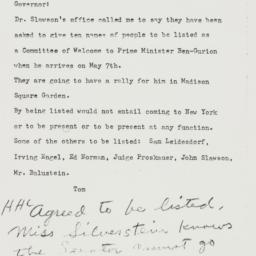 Governor:
Dr. Slawson's office called me to say they have been
asked to give ten names of people to be listed as
a Committee of Welcome to Prime Minister Ben-Gurion
when he arrives on May 7th.
They are going to have a rally for him in Madison
Square Garden.
By being listed would not entail coming to New York
or to be present or to be present at any function.
Some of the others to be listed: Sam Leidesdorf,
Irving Engel, Ed Norman, Judge Proskauer, John Slawson,
Mr. Balustein.
Tom
HHL agreed to be listed.
Miss Silverstein knows
the Senator cannot go